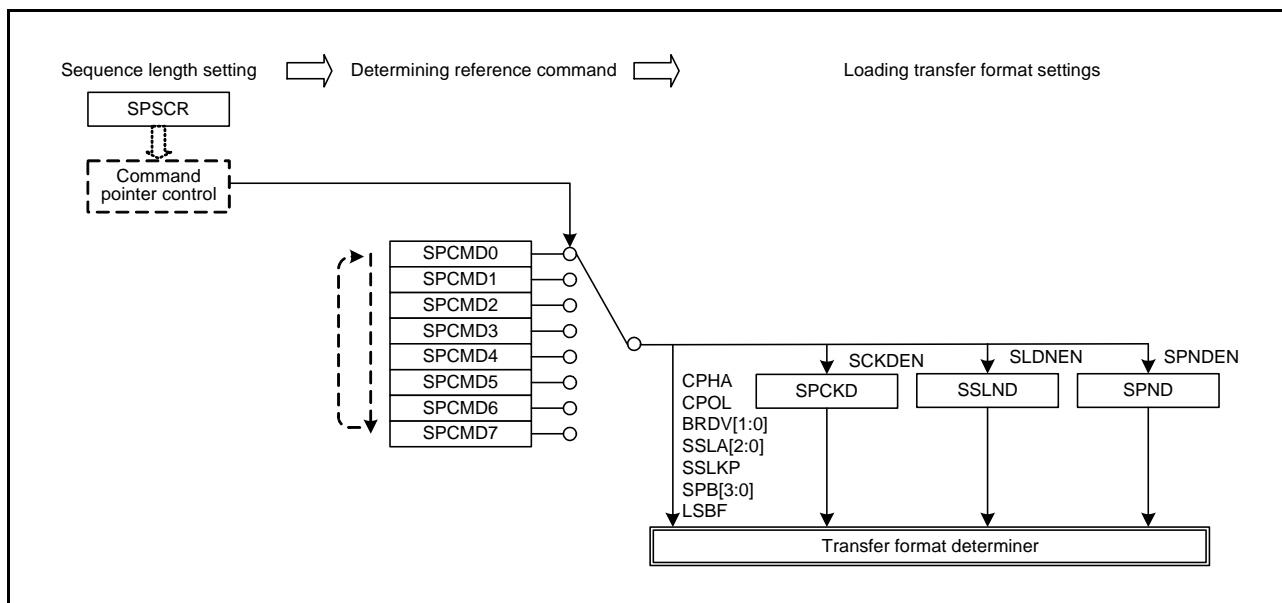 Sequence length setting
Determining reference command
Loading transfer format settings
SPSCR
Command
pointer control
SPCMD0
SPCMD1
SPCMD2
SPCMD3
SPCMD4
SPCMD5
SPCMD6
SPCMD7
CPHA
CPOL
BRDV[1:0]
SSLA[2:0]
SSLKP
SPB[3:0]
LSBF
SCKDEN
SPCKD
SLDNEN
SSLND
SPNDEN
SPND
Transfer format determiner